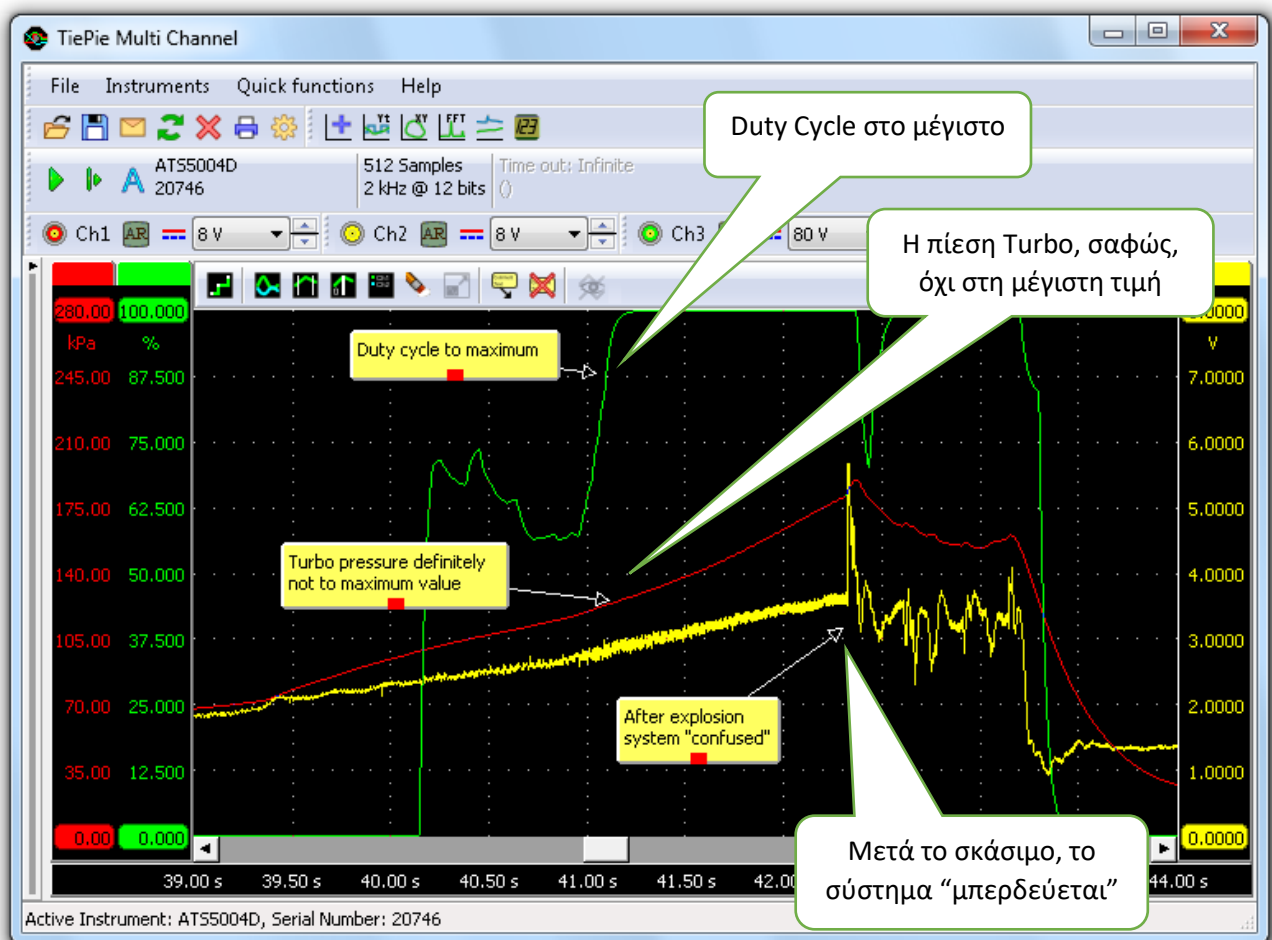 TiePie Multi Channel
File Instruments Quick functions Help
Yt XY FFT 123
Duty Cycle στο μέγιστο
ATS5004D
20746
512 Samples
2 kHz @ 12 bits
Time out: Infinite
()
Ch1 AR 8 V Ch2 AR 8 V Ch3 80 V
Η πίεση Turbo, σαφώς,
όχι στη μέγιστη τιμή
280.00 100.000
kPa % V
245.00 87.500 7.0000
210.00 75.000 6.0000
175.00 62.500 5.0000
140.00 50.000 4.0000
105.00 37.500 3.0000
70.00 25.000 2.0000
35.00 12.500 1.0000
0.00 0.000 0.0000
Duty cycle to maximum
Turbo pressure definitely
not to maximum value
After explosion
system "confused"
Μετά το σκάσιμο, το
σύστημα “μπερδεύεται”
39.00 s 39.50 s 40.00 s 40.50 s 41.00 s 41.50 s
Active Instrument: ATS5004D, Serial Number: 20746